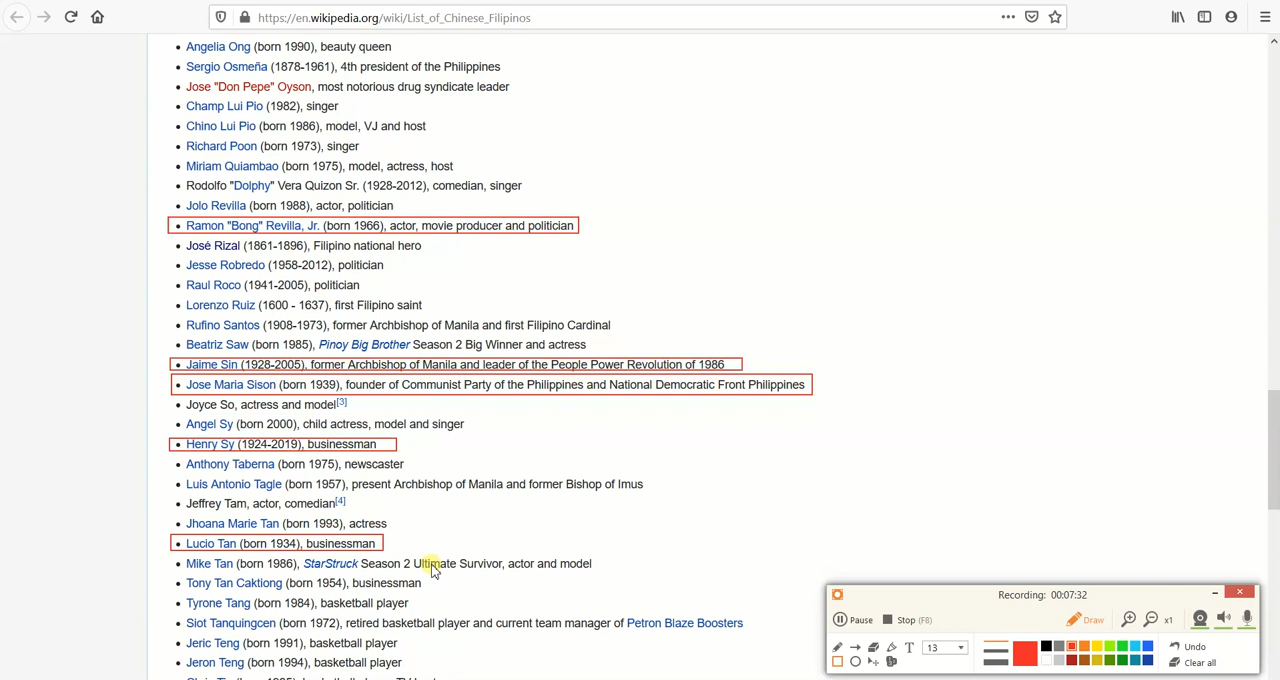 https://en.wikipedia.org/wiki/List_of_Chinese_Filipinos
Angelia Ong (born 1990), beauty queen
Sergio Osmeña (1878-1961), 4th president of the Philippines
Jose "Don Pepe" Oyson, most notorious drug syndicate leader
Champ Lui Pio (1982), singer
Chino Lui Pio (born 1986), model, VJ and host
Richard Poon (born 1973), singer
Miriam Quiambao (born 1975), model, actress, host
Rodolfo "Dolphy" Vera Quizon Sr. (1928-2012), comedian, singer
Jolo Revilla (born 1988), actor, politician
Ramon "Bong" Revilla, Jr. (born 1966), actor, movie producer and politician
José Rizal (1861-1896), Filipino national hero
Jesse Robredo (1958-2012), politician
Raul Roco (1941-2005), politician
Lorenzo Ruiz (1600 - 1637), first Filipino saint
Rufino Santos (1908-1973), former Archbishop of Manila and first Filipino Cardinal
Beatriz Saw (born 1985), Pinoy Big Brother Season 2 Big Winner and actress
Jaime Sin (1928-2005), former Archbishop of Manila and leader of the People Power Revolution of 1986
Jose Maria Sison (born 1939), founder of Communist Party of the Philippines and National Democratic Front Philippines
Joyce So, actress and model[3]
Angel Sy (born 2000), child actress, model and singer
Henry Sy (1924-2019), businessman
Anthony Taberna (born 1975), newscaster
Luis Antonio Tagle (born 1957), present Archbishop of Manila and former Bishop of Imus
Jeffrey Tam, actor, comedian[4]
Jhoana Marie Tan (born 1993), actress
Lucio Tan (born 1934), businessman
Mike Tan (born 1986), StarStruck Season 2 Ultimate Survivor, actor and model
Tony Tan Caktiong (born 1954), businessman
Tyrone Tang (born 1984), basketball player
Siot Tanquingcen (born 1972), retired basketball player and current team manager of Petron Blaze Boosters
Jeric Teng (born 1991), basketball player
Jeron Teng (born 1994), basketball player
Recording: 00:07:32
Pause Stop (F8) Draw x1
T 13 Undo
Clear all